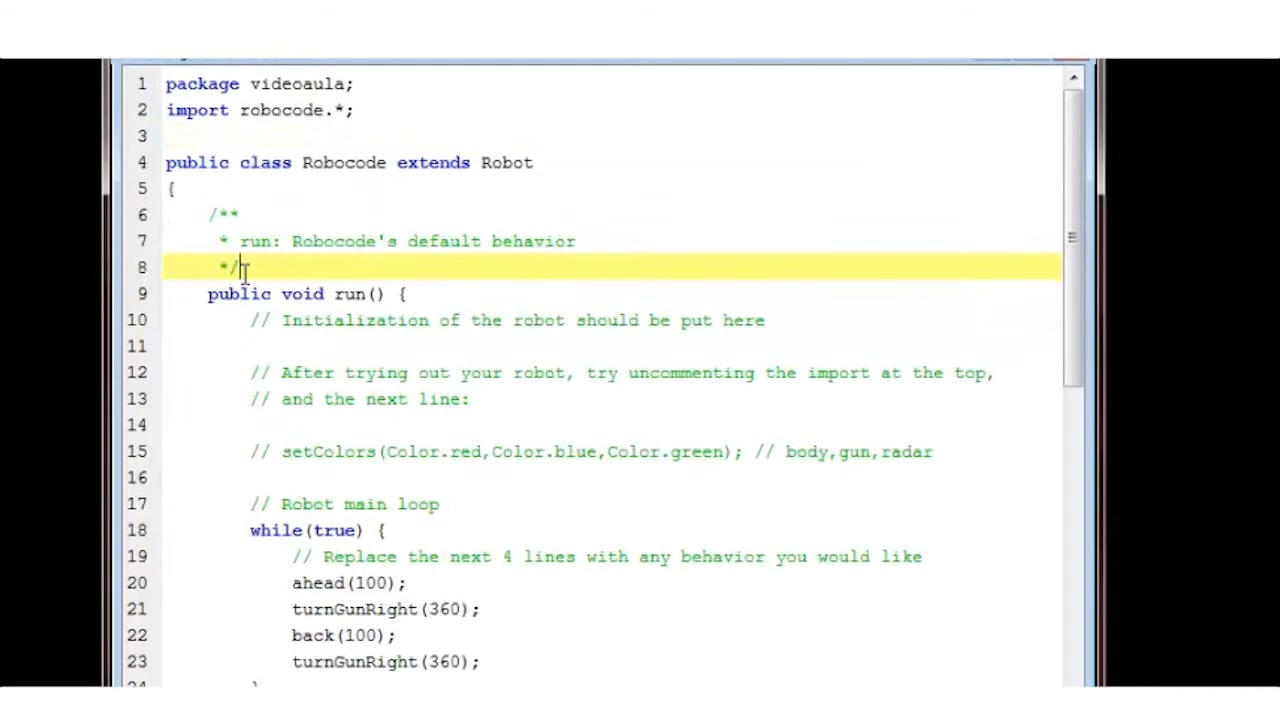 1 package videoaula;
2 import robocode.*;
3
4 public class Robocode extends Robot
5 {
6 /**
7 * run: Robocode's default behavior
8 */
9 public void run() {
10 // Initialization of the robot should be put here
11
12 // After trying out your robot, try uncommenting the import at the top,
13 // and the next line:
14
15 // setColors(Color.red,Color.blue,Color.green); // body,gun,radar
16
17 // Robot main loop
18 while(true) {
19 // Replace the next 4 lines with any behavior you would like
20 ahead(100);
21 turnGunRight(360);
22 back(100);
23 turnGunRight(360);